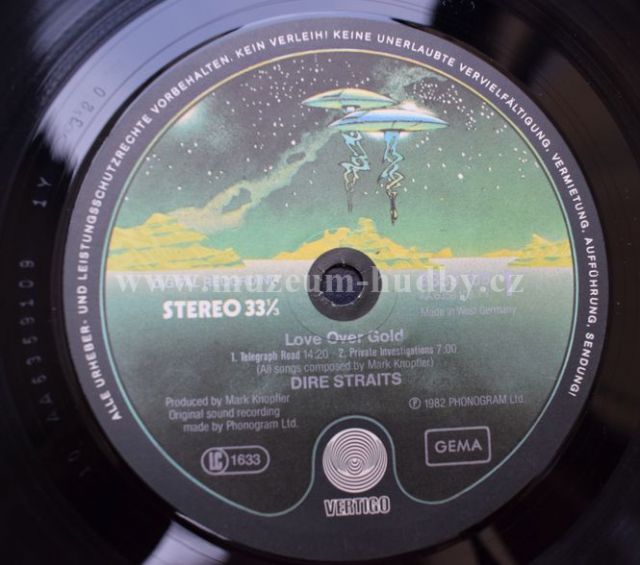 ALLE URHEBER- UND LEISTUNGSSCHUTZRECHTE VORBEHALTEN. KEIN VERLEIH! KEINE UNERLAUBTE VERVIELFÄLTIGUNG, VERMIETUNG, AUFFÜHRUNG, SENDUNG!
www.muzeum-hudby.cz
STEREO 33⅓
Made in West Germany
Love Over Gold
1. Telegraph Road 14:20 2. Private Investigations 7:00
(All songs composed by Mark Knopfler)
DIRE STRAITS
Produced by Mark Knopfler
Original sound recording
made by Phonogram Ltd.
℗ 1982 PHONOGRAM Ltd.
LC 1633
GEMA
VERTIGO
AA6359109 1Y 320